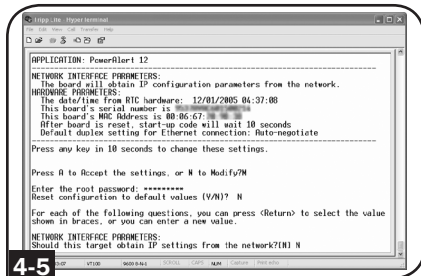 Tripp Lite - HyperTerminal
File Edit View Call Transfer Help
APPLICATION: PowerAlert 12
NETWORK INTERFACE PARAMETERS:
The board will obtain IP configuration parameters from the network.
HARDWARE PARAMETERS:
The date/time from RTC hardware: 12/01/2005 04:37:08
This board's serial number is
This board's MAC Address is 00:06:67:
After board is reset, start-up code will wait 10 seconds
Default duplex setting for Ethernet connection: Auto-negotiate
Press any key in 10 seconds to change these settings.
Press A to Accept the settings, or N to Modify?M
Enter the root password: *********
Reset configuration to default values (Y/N)? N
For each of the following questions, you can press <Return> to select the value
shown in braces, or you can enter a new value.
NETWORK INTERFACE PARAMETERS:
Should this target obtain IP settings from the network?[N] N
VT100 9600 8-N-1 SCROLL CAPS NUM Capture Print echo
4-5